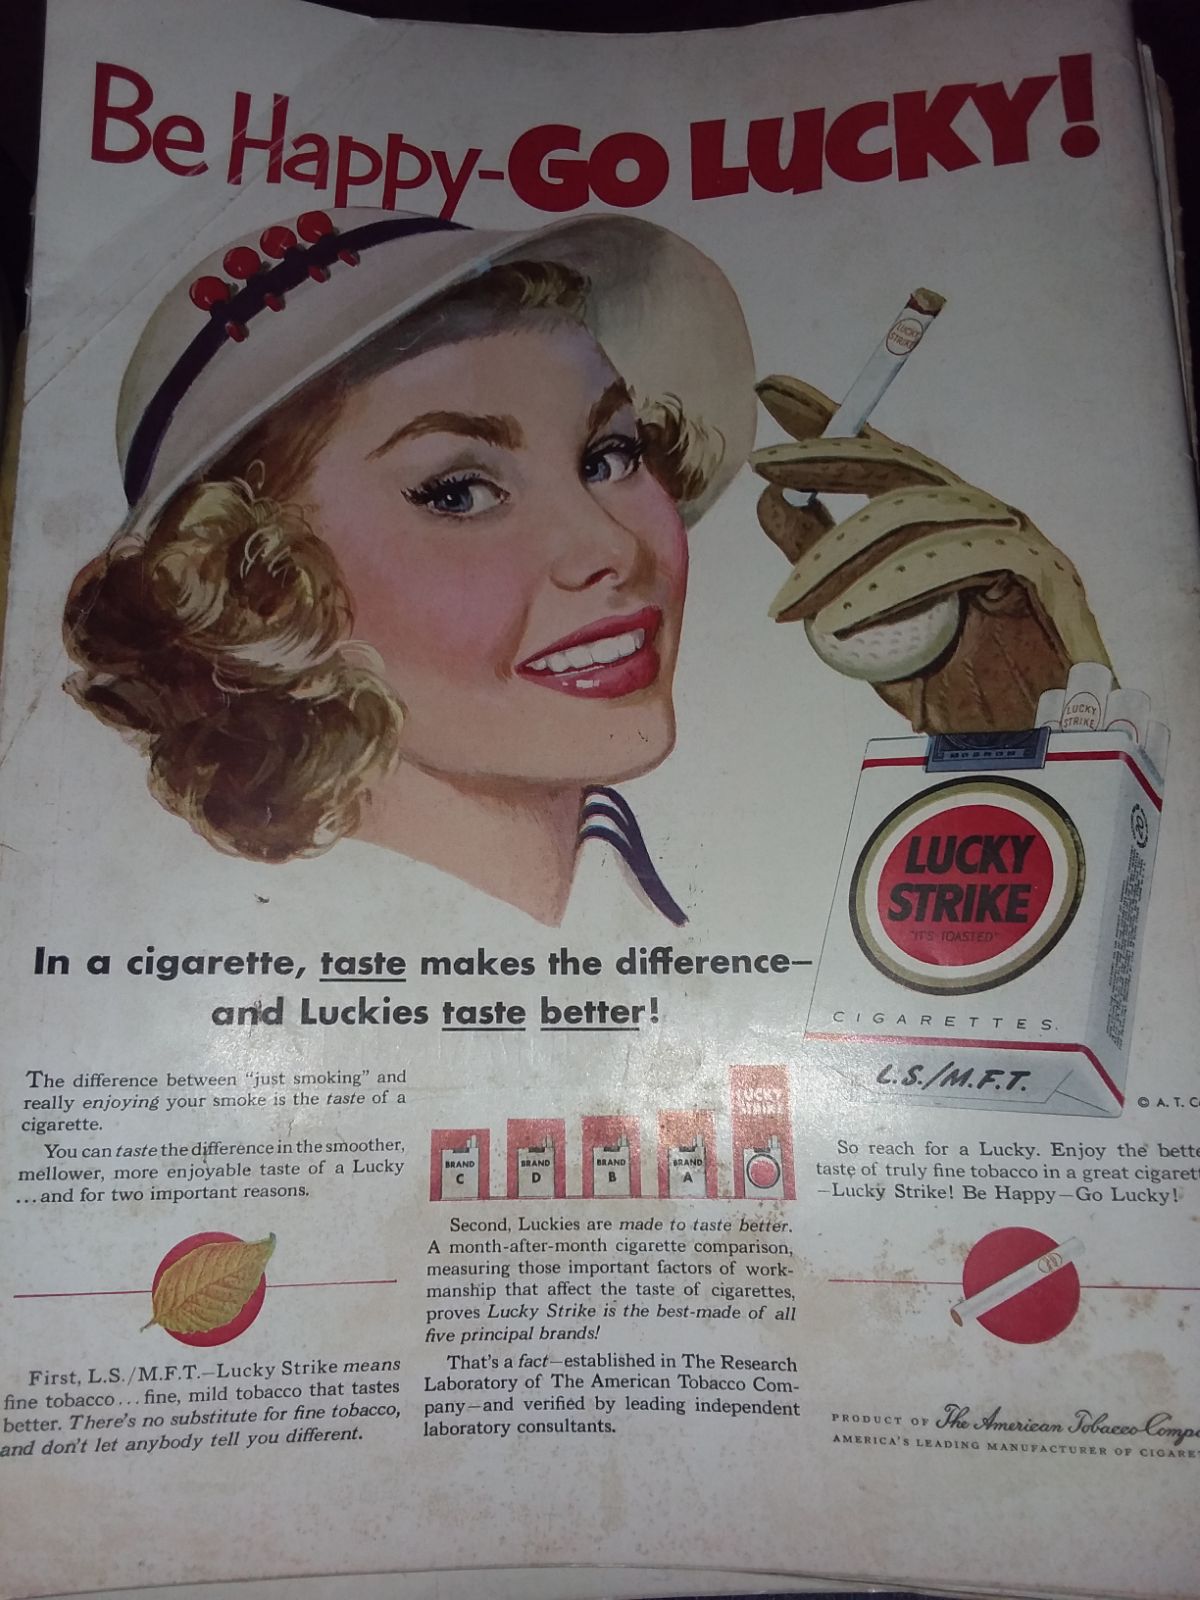 Be Happy-GO LUCKY!
LUCKY
STRIKE
LUCKY
STRIKE
LUCKY
STRIKE
"IT'S TOASTED"
CIGARETTES.
L.S./M.F.T.
© A. T. Co
In a cigarette, taste makes the difference—
and Luckies taste better!
The difference between "just smoking" and
really enjoying your smoke is the taste of a
cigarette.
You can taste the difference in the smoother,
mellower, more enjoyable taste of a Lucky
...and for two important reasons.
First, L.S./M.F.T.—Lucky Strike means
fine tobacco... fine, mild tobacco that tastes
better. There's no substitute for fine tobacco,
and don't let anybody tell you different.
BRAND
C
BRAND
D
BRAND
B
BRAND
A
LUCKY
STRIKE
Second, Luckies are made to taste better.
A month-after-month cigarette comparison,
measuring those important factors of work-
manship that affect the taste of cigarettes,
proves Lucky Strike is the best-made of all
five principal brands!
That's a fact—established in The Research
Laboratory of The American Tobacco Com-
pany—and verified by leading independent
laboratory consultants.
So reach for a Lucky. Enjoy the bette
taste of truly fine tobacco in a great cigarett
—Lucky Strike! Be Happy—Go Lucky!
PRODUCT OF The American Tobacco Compa
AMERICA'S LEADING MANUFACTURER OF CIGARE